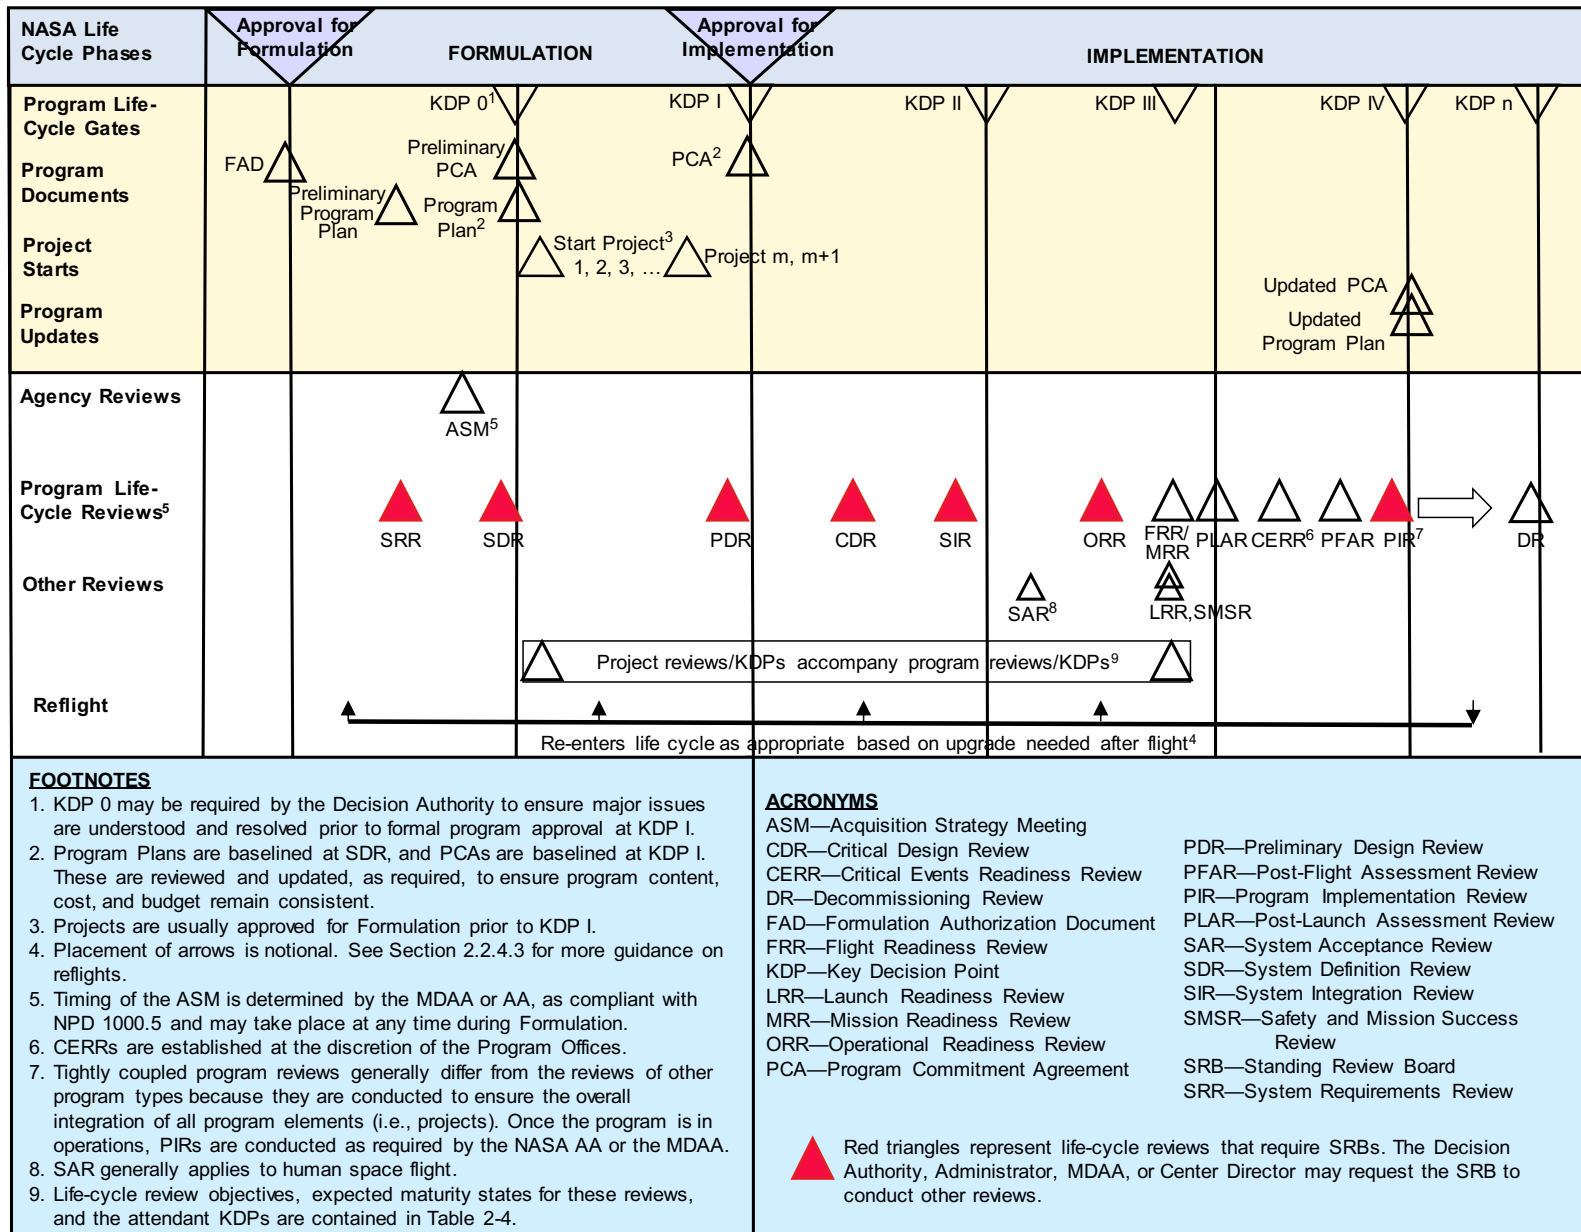 NASA Life
Cycle Phases
Approval for
Formulation
FORMULATION
Approval for
Implementation
IMPLEMENTATION
Program Life-
Cycle Gates
KDP 0¹
KDP I
KDP II
KDP III
KDP IV
KDP n
Program
Documents
FAD
Preliminary
PCA
PCA²
Preliminary
Program
Plan
Program
Plan²
Project
Starts
Start Project³
1, 2, 3, …
Project m, m+1
Program
Updates
Updated PCA
Updated
Program Plan
Agency Reviews
ASM⁵
Program Life-
Cycle Reviews⁵
SRR
SDR
PDR
CDR
SIR
ORR
FRR/
MRR
PLAR
CERR⁶
PFAR
PIR⁷
DR
Other Reviews
SAR⁸
LRR,SMSR
Project reviews/KDPs accompany program reviews/KDPs⁹
Reflight
Re-enters life cycle as appropriate based on upgrade needed after flight⁴
FOOTNOTES
1. KDP 0 may be required by the Decision Authority to ensure major issues
are understood and resolved prior to formal program approval at KDP I.
2. Program Plans are baselined at SDR, and PCAs are baselined at KDP I.
These are reviewed and updated, as required, to ensure program content,
cost, and budget remain consistent.
3. Projects are usually approved for Formulation prior to KDP I.
4. Placement of arrows is notional. See Section 2.2.4.3 for more guidance on
reflights.
5. Timing of the ASM is determined by the MDAA or AA, as compliant with
NPD 1000.5 and may take place at any time during Formulation.
6. CERRs are established at the discretion of the Program Offices.
7. Tightly coupled program reviews generally differ from the reviews of other
program types because they are conducted to ensure the overall
integration of all program elements (i.e., projects). Once the program is in
operations, PIRs are conducted as required by the NASA AA or the MDAA.
8. SAR generally applies to human space flight.
9. Life-cycle review objectives, expected maturity states for these reviews,
and the attendant KDPs are contained in Table 2-4.
ACRONYMS
ASM—Acquisition Strategy Meeting
CDR—Critical Design Review
CERR—Critical Events Readiness Review
DR—Decommissioning Review
FAD—Formulation Authorization Document
FRR—Flight Readiness Review
KDP—Key Decision Point
LRR—Launch Readiness Review
MRR—Mission Readiness Review
ORR—Operational Readiness Review
PCA—Program Commitment Agreement
PDR—Preliminary Design Review
PFAR—Post-Flight Assessment Review
PIR—Program Implementation Review
PLAR—Post-Launch Assessment Review
SAR—System Acceptance Review
SDR—System Definition Review
SIR—System Integration Review
SMSR—Safety and Mission Success
Review
SRB—Standing Review Board
SRR—System Requirements Review
Red triangles represent life-cycle reviews that require SRBs. The Decision
Authority, Administrator, MDAA, or Center Director may request the SRB to
conduct other reviews.